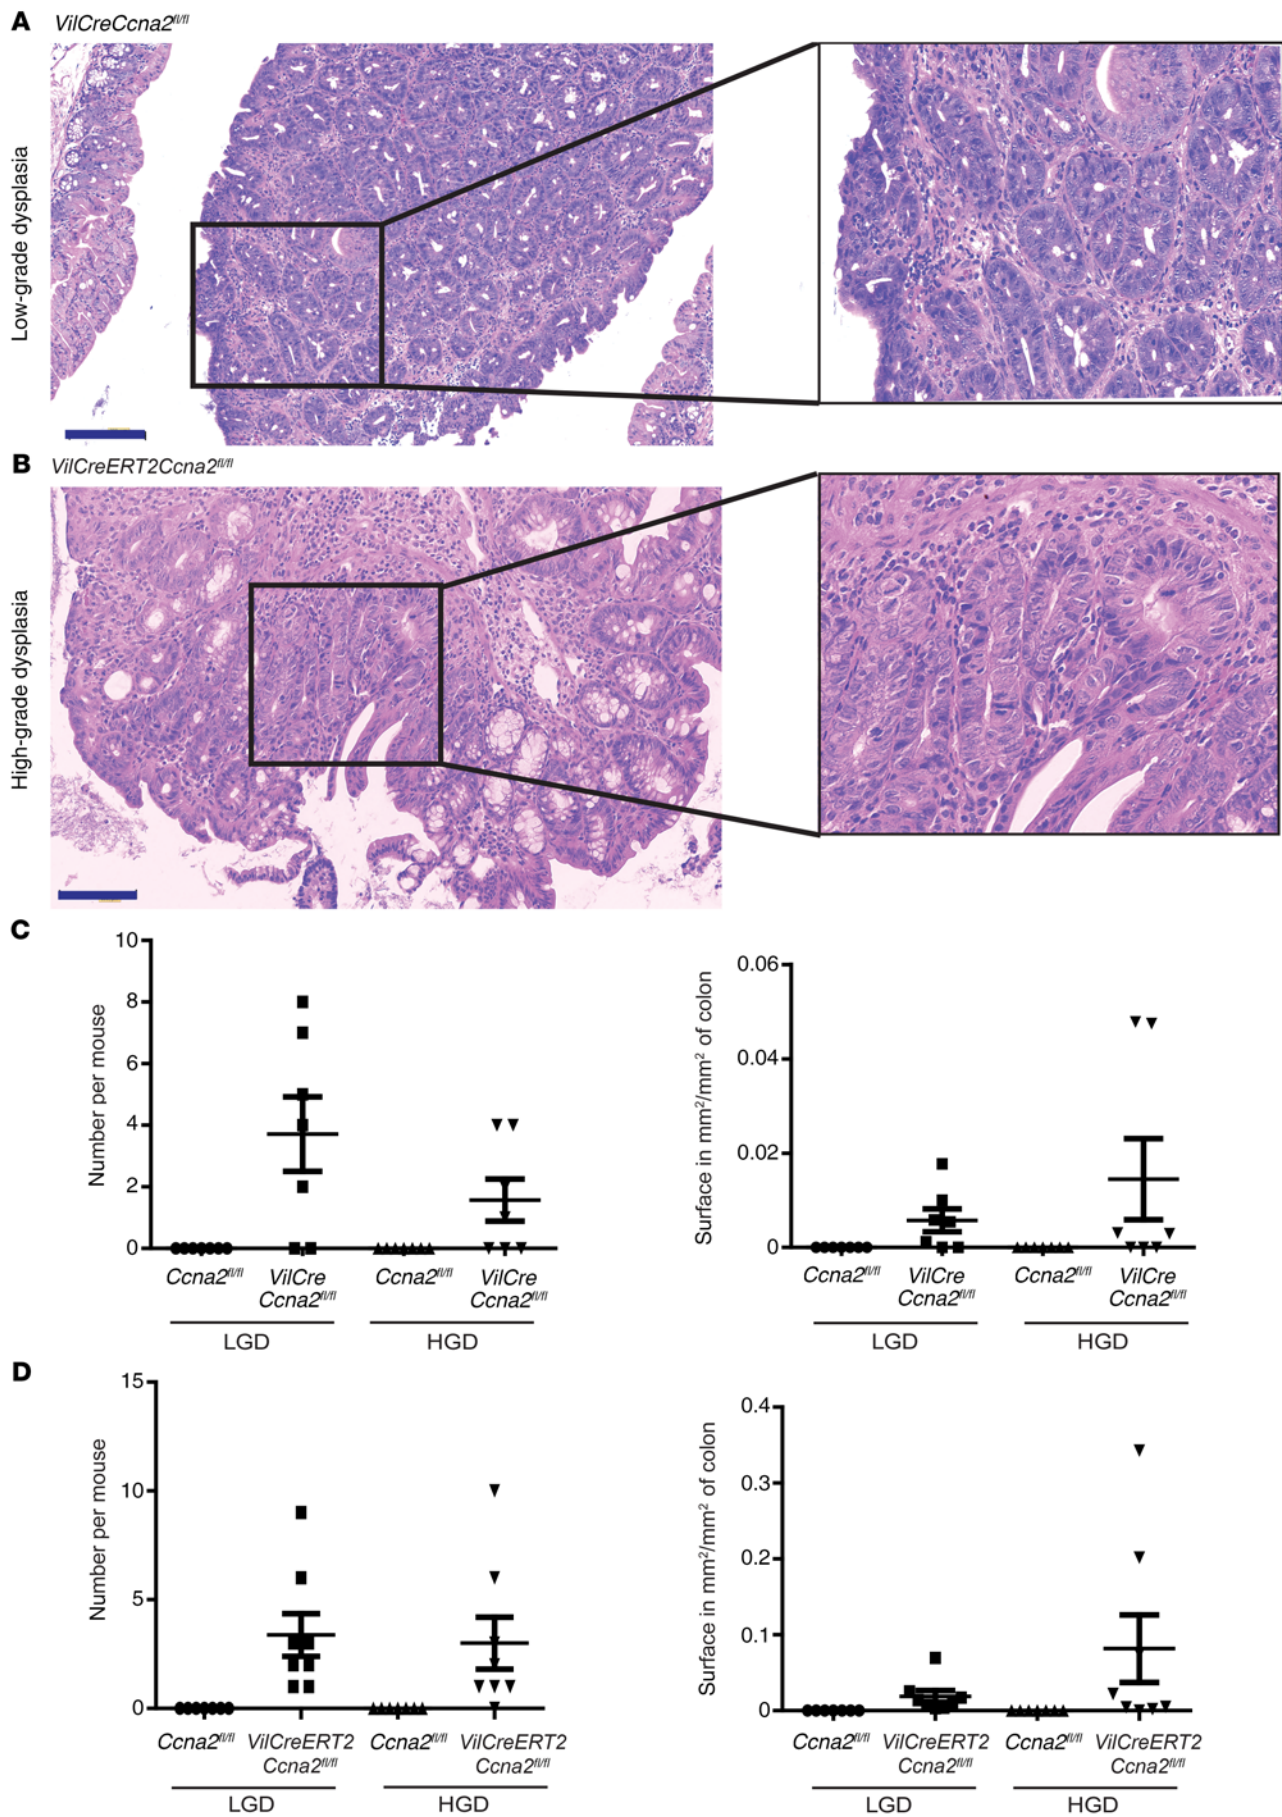 A VilCreCcna2fl/fl
Low-grade dysplasia
B VilCreERT2Ccna2fl/fl
High-grade dysplasia
C
Number per mouse
10
8
6
4
2
0
Ccna2fl/fl VilCre Ccna2fl/fl VilCre
Ccna2fl/fl Ccna2fl/fl
LGD HGD
Surface in mm2/mm2 of colon
0.06
0.04
0.02
0
Ccna2fl/fl VilCre Ccna2fl/fl VilCre
Ccna2fl/fl Ccna2fl/fl
LGD HGD
D
Number per mouse
15
10
5
0
Ccna2fl/fl VilCreERT2 Ccna2fl/fl VilCreERT2
Ccna2fl/fl Ccna2fl/fl
LGD HGD
Surface in mm2/mm2 of colon
0.4
0.3
0.2
0.1
0
Ccna2fl/fl VilCreERT2 Ccna2fl/fl VilCreERT2
Ccna2fl/fl Ccna2fl/fl
LGD HGD